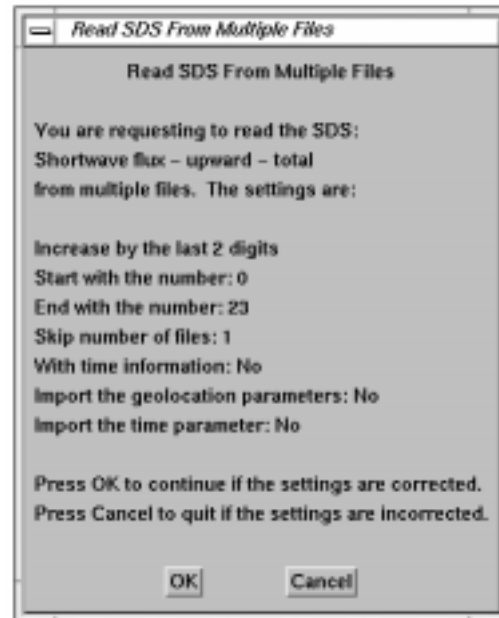 Read SDS From Multiple Files
Read SDS From Multiple Files
You are requesting to read the SDS:
Shortwave flux – upward – total
from multiple files. The settings are:
Increase by the last 2 digits
Start with the number: 0
End with the number: 23
Skip number of files: 1
With time information: No
Import the geolocation parameters: No
Import the time parameter: No
Press OK to continue if the settings are corrected.
Press Cancel to quit if the settings are incorrected.
OK Cancel